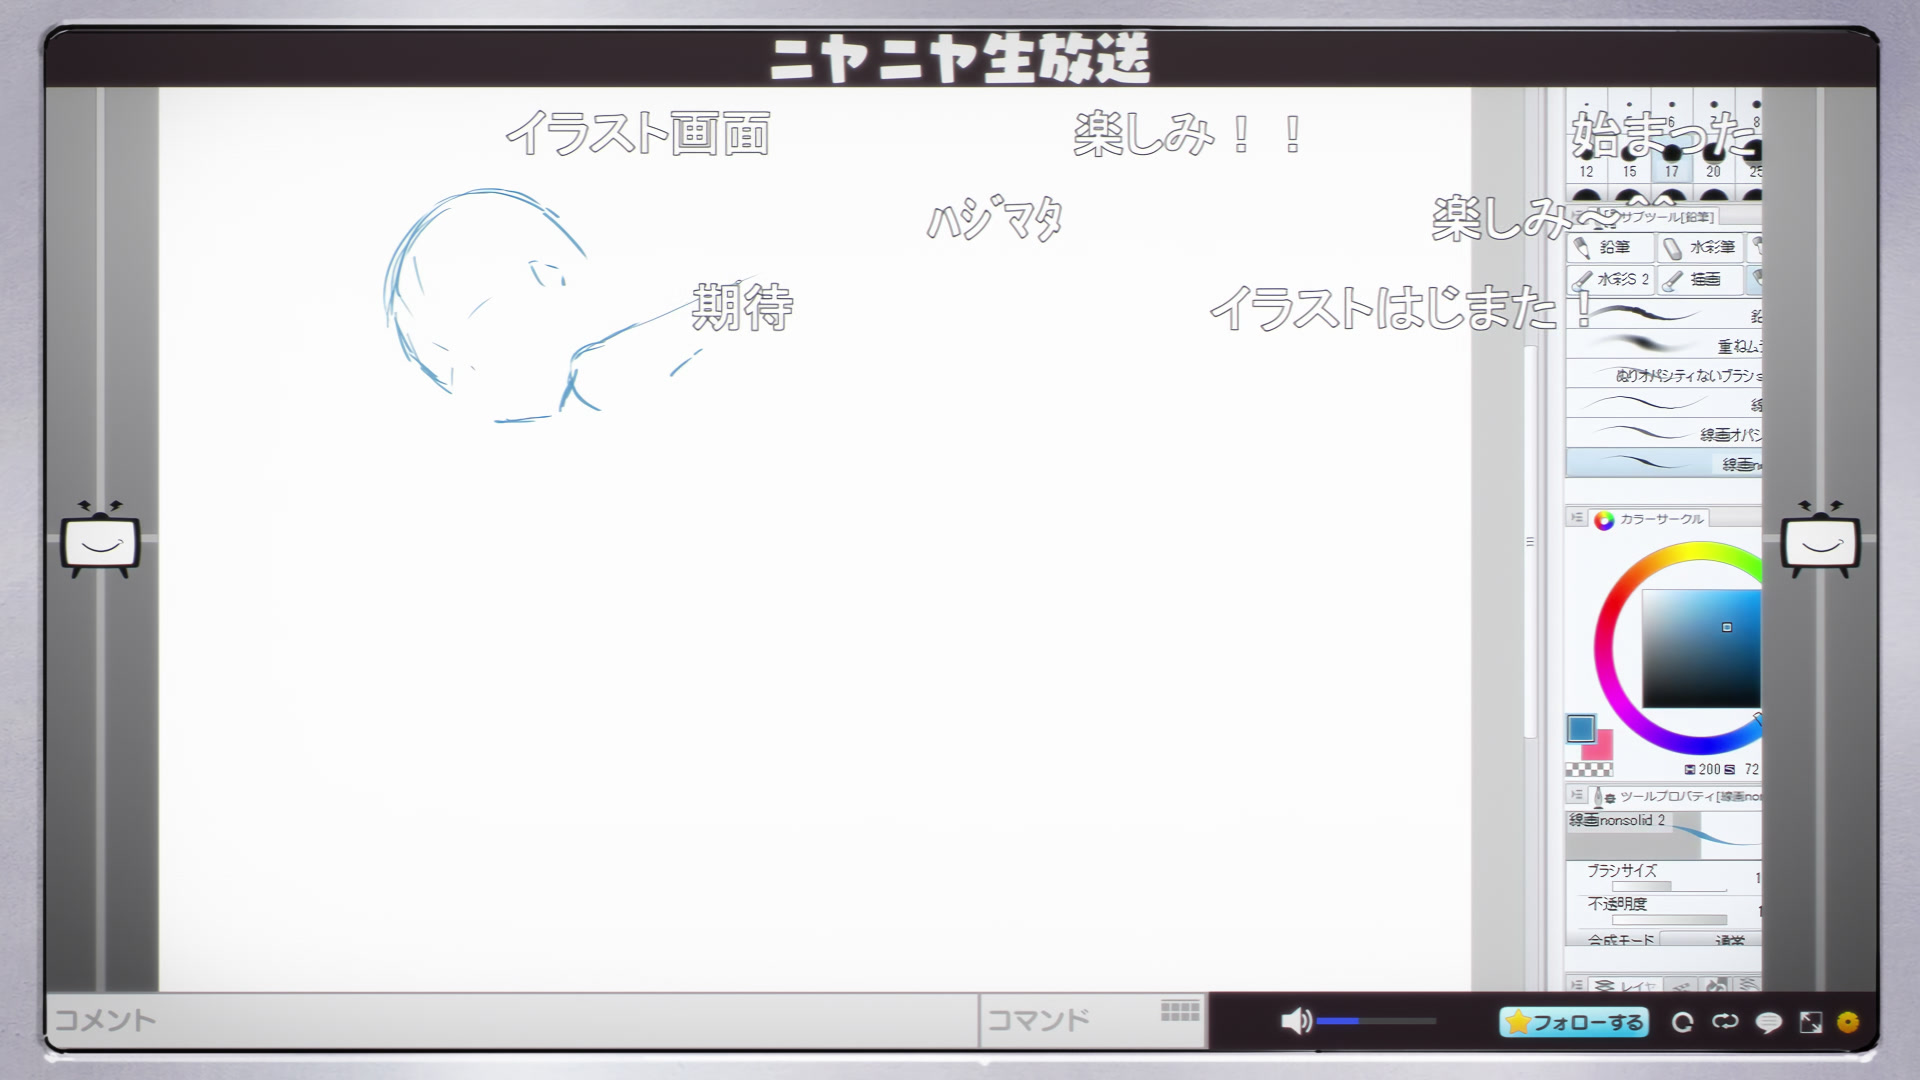 ニヤニヤ生放送
イラスト画面
楽しみ！！
始まった
ﾊｼﾞﾏﾀ
楽しみ～^^
期待
イラストはじまた！
8
12 15 17 20 25
サブツール[鉛筆]
鉛筆 水彩筆
水彩S 2 描画
重ねム
ぬりオパシティないブラシ
線
線画オパシ
線画n
カラーサークル
H 200 S 72
ツールプロパティ[線画non
線画nonsolid 2
ブラシサイズ
不透明度
合成モード 通常
レイヤ
コメント
コマンド
フォローする